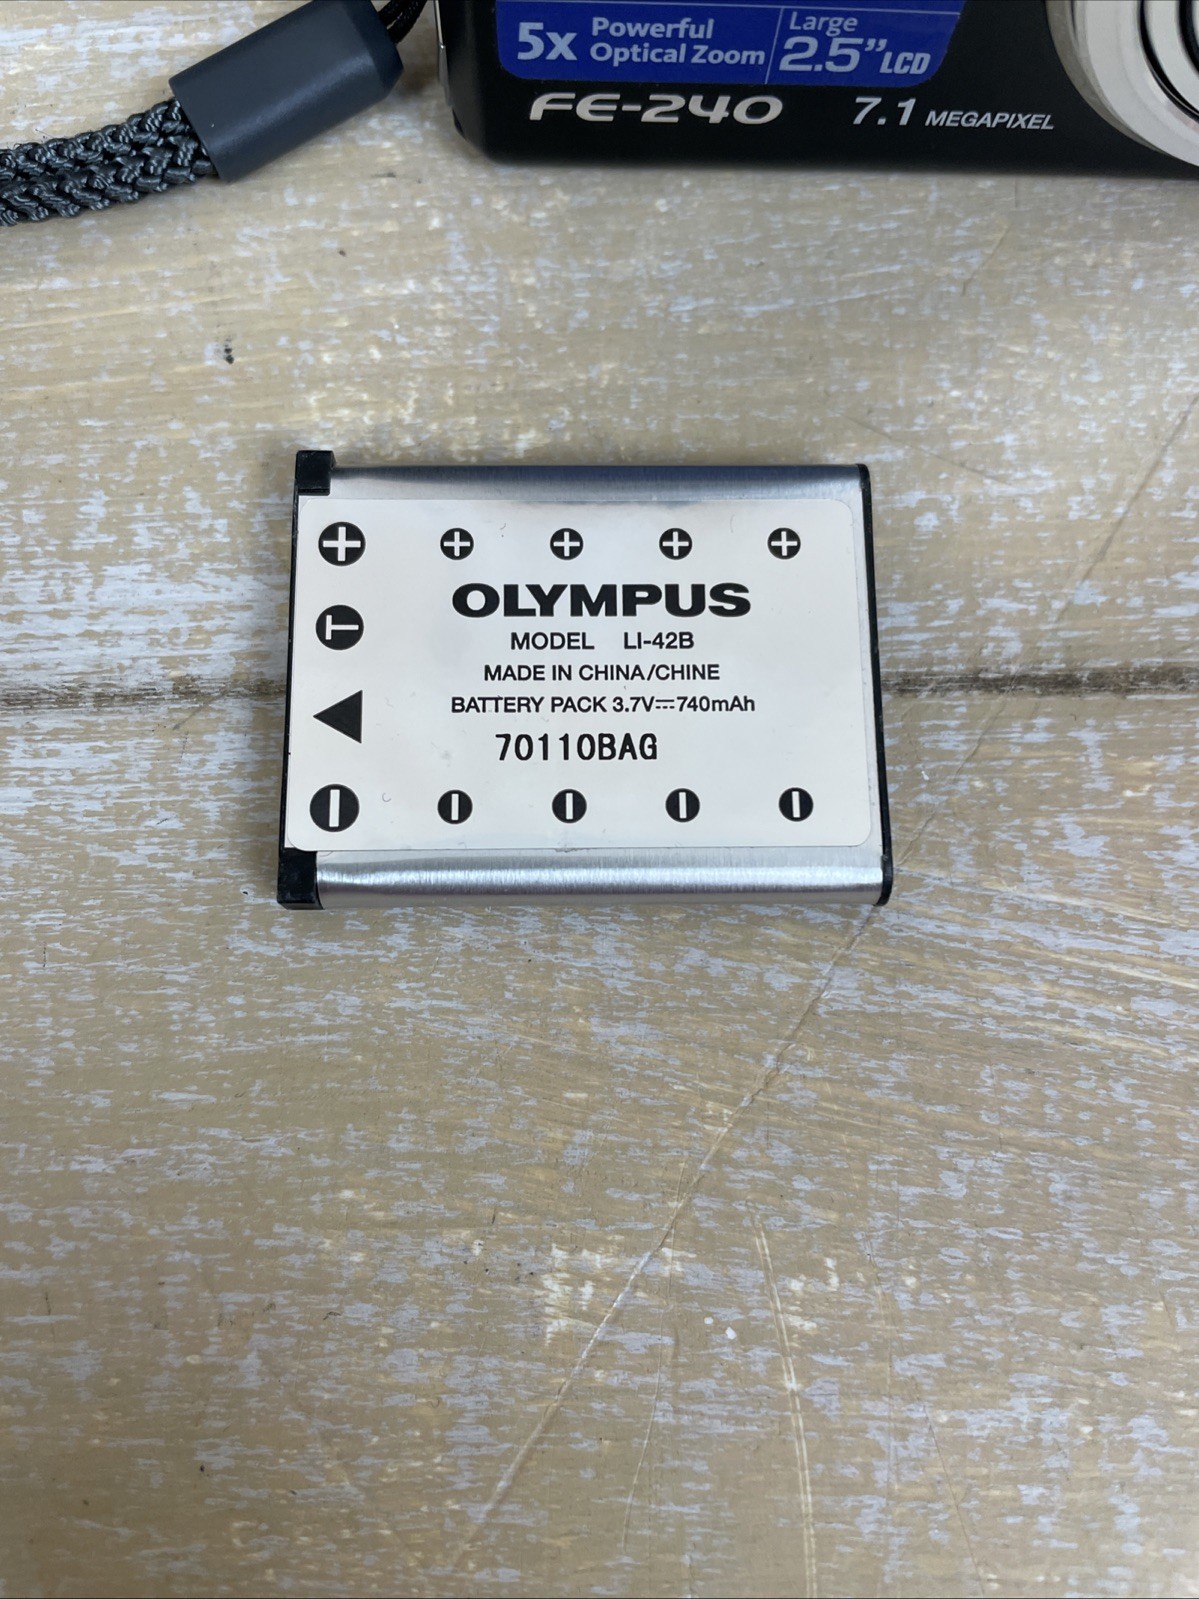 5x Powerful Optical Zoom
Large 2.5” LCD
FE-240 7.1 MEGAPIXEL
OLYMPUS
MODEL LI-42B
MADE IN CHINA/CHINE
BATTERY PACK 3.7V⎓740mAh
70110BAG
T